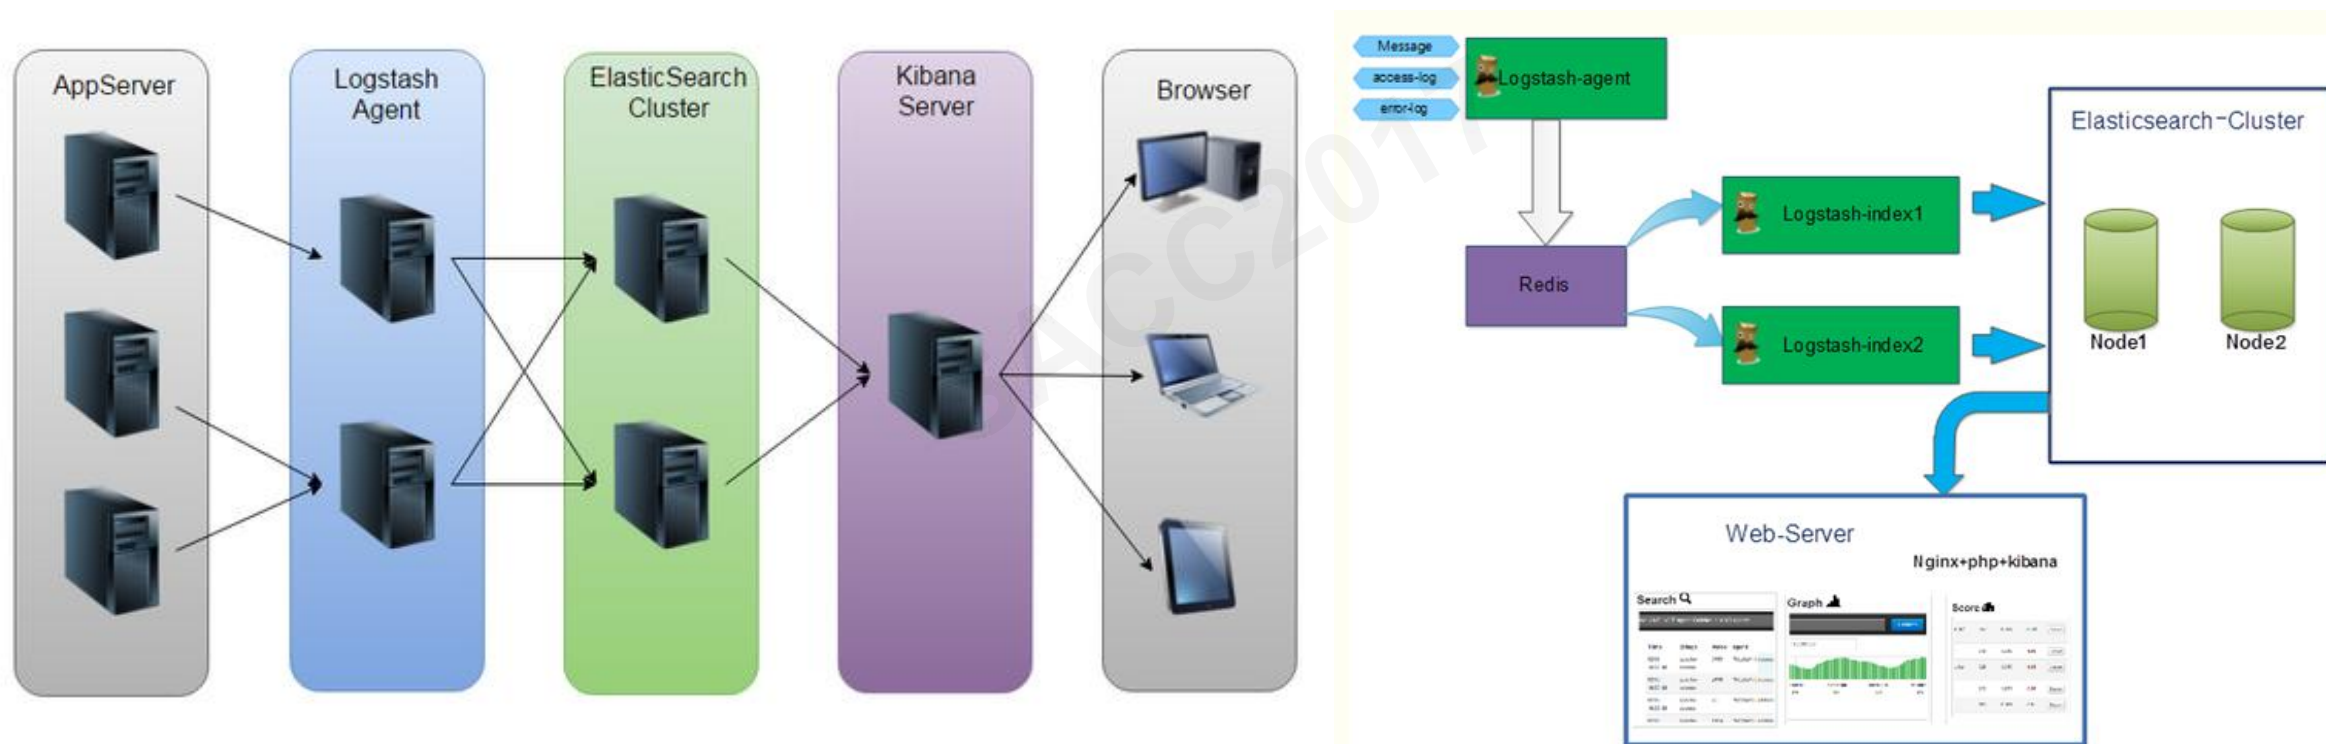 AppServer
Logstash
Agent
ElasticSearch
Cluster
Kibana
Server
Browser
Message
access-log
error-log
Logstash-agent
Redis
Logstash-index1
Logstash-index2
Elasticsearch-Cluster
Node1
Node2
Web-Server
Nginx+php+kibana
Search
Graph
Score
ACC2017